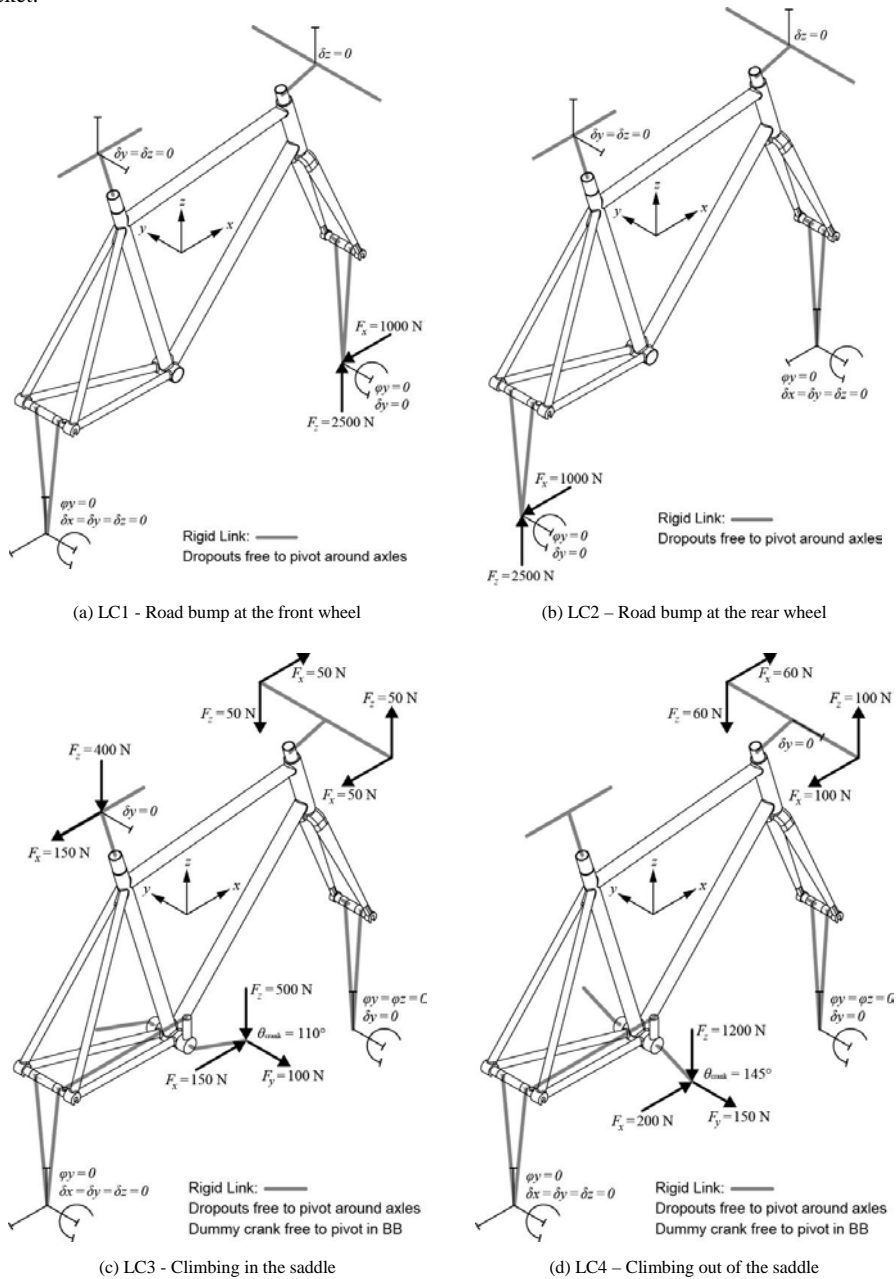 δz = 0
δy = δz = 0
z
y
x
Fx = 1000 N
φy = 0
δy = 0
Fz = 2500 N
φy = 0
δx = δy = δz = 0
Rigid Link:
Dropouts free to pivot around axles
(a) LC1 - Road bump at the front wheel
δz = 0
δy = δz = 0
z
y
x
φy = 0
δx = δy = δz = 0
Fx = 1000 N
φy = 0
δy = 0
Fz = 2500 N
Rigid Link:
Dropouts free to pivot around axles
(b) LC2 – Road bump at the rear wheel
Fx = 50 N
Fz = 50 N
Fz = 50 N
Fx = 50 N
Fz = 400 N
δy = 0
Fx = 150 N
z
y
x
Fz = 500 N
θcrank = 110°
Fx = 150 N
Fy = 100 N
φy = φz = 0
δy = 0
φy = 0
δx = δy = δz = 0
Rigid Link:
Dropouts free to pivot around axles
Dummy crank free to pivot in BB
(c) LC3 - Climbing in the saddle
Fx = 60 N
Fz = 60 N
Fz = 100 N
δy = 0
Fx = 100 N
z
y
x
Fz = 1200 N
θcrank = 145°
Fx = 200 N
Fy = 150 N
φy = φz = 0
δy = 0
φy = 0
δx = δy = δz = 0
Rigid Link:
Dropouts free to pivot around axles
Dummy crank free to pivot in BB
(d) LC4 – Climbing out of the saddle